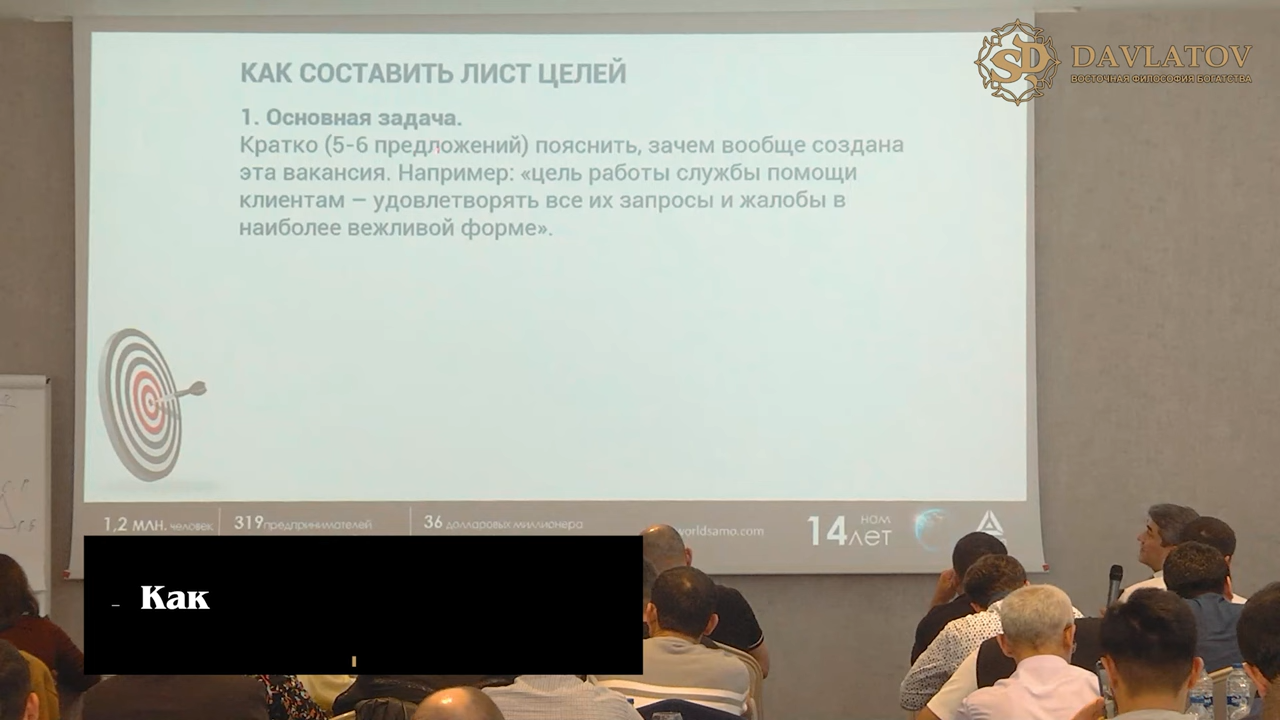 DAVLATOV
ВОСТОЧНАЯ ФИЛОСОФИЯ БОГАТСТВА
КАК СОСТАВИТЬ ЛИСТ ЦЕЛЕЙ
1. Основная задача.
Кратко (5-6 предложений) пояснить, зачем вообще создана
эта вакансия. Например: «цель работы службы помощи
клиентам – удовлетворять все их запросы и жалобы в
наиболее вежливой форме».
1,2 МЛН. человек
319 предпринимателей
36 долларовых миллионера
worldsamo.com
14 нам
лет
– Как